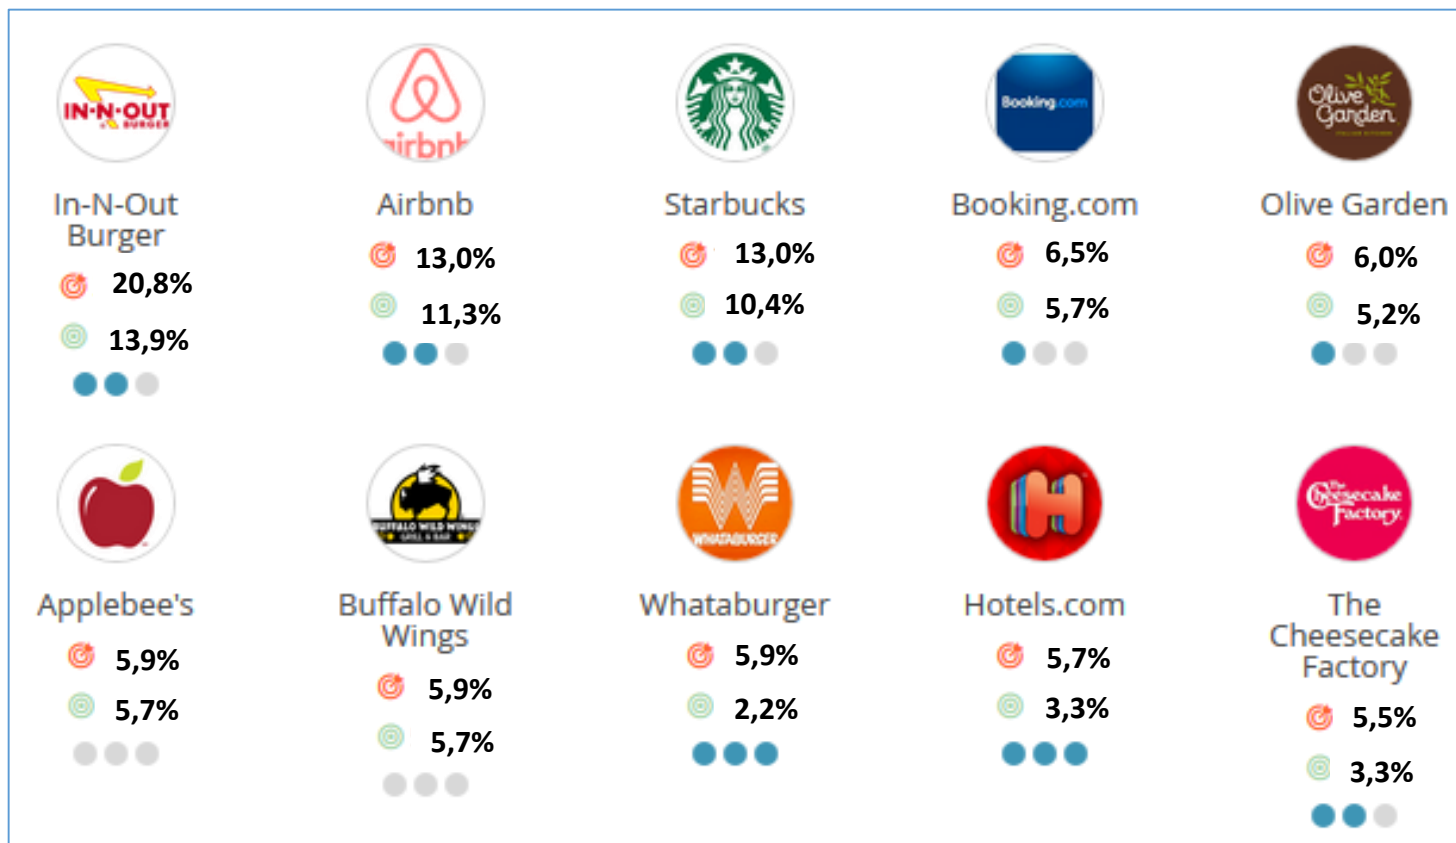 IN-N-OUT
BURGER
airbnb
Booking.com
Olive
Garden
ITALIAN KITCHEN
In-N-Out
Burger
20,8%
13,9%
Airbnb
13,0%
11,3%
Starbucks
13,0%
10,4%
Booking.com
6,5%
5,7%
Olive Garden
6,0%
5,2%
BUFFALO WILD WINGS
GRILL & BAR
WHATABURGER
H
The
Cheesecake
Factory
Applebee's
5,9%
5,7%
Buffalo Wild
Wings
5,9%
5,7%
Whataburger
5,9%
2,2%
Hotels.com
5,7%
3,3%
The
Cheesecake
Factory
5,5%
3,3%